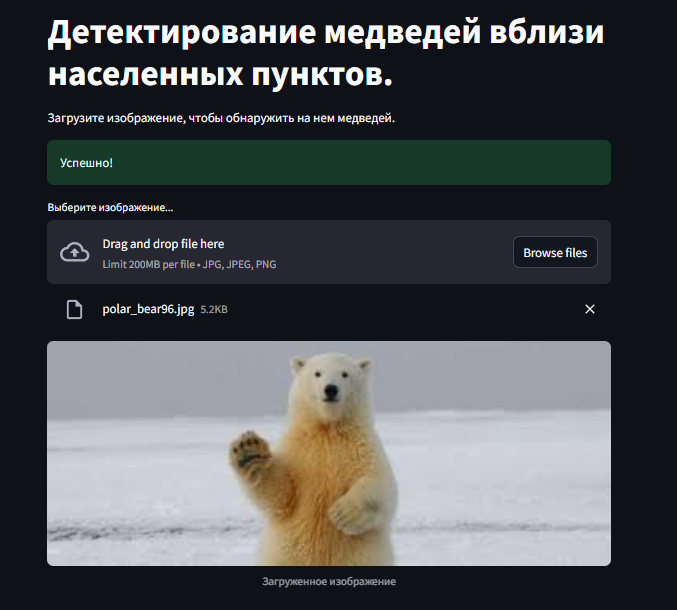 Детектирование медведей вблизи
населенных пунктов.
Загрузите изображение, чтобы обнаружить на нем медведей.
Успешно!
Выберите изображение...
Drag and drop file here
Limit 200MB per file • JPG, JPEG, PNG
Browse files
polar_bear96.jpg 5.2KB
Загруженное изображение